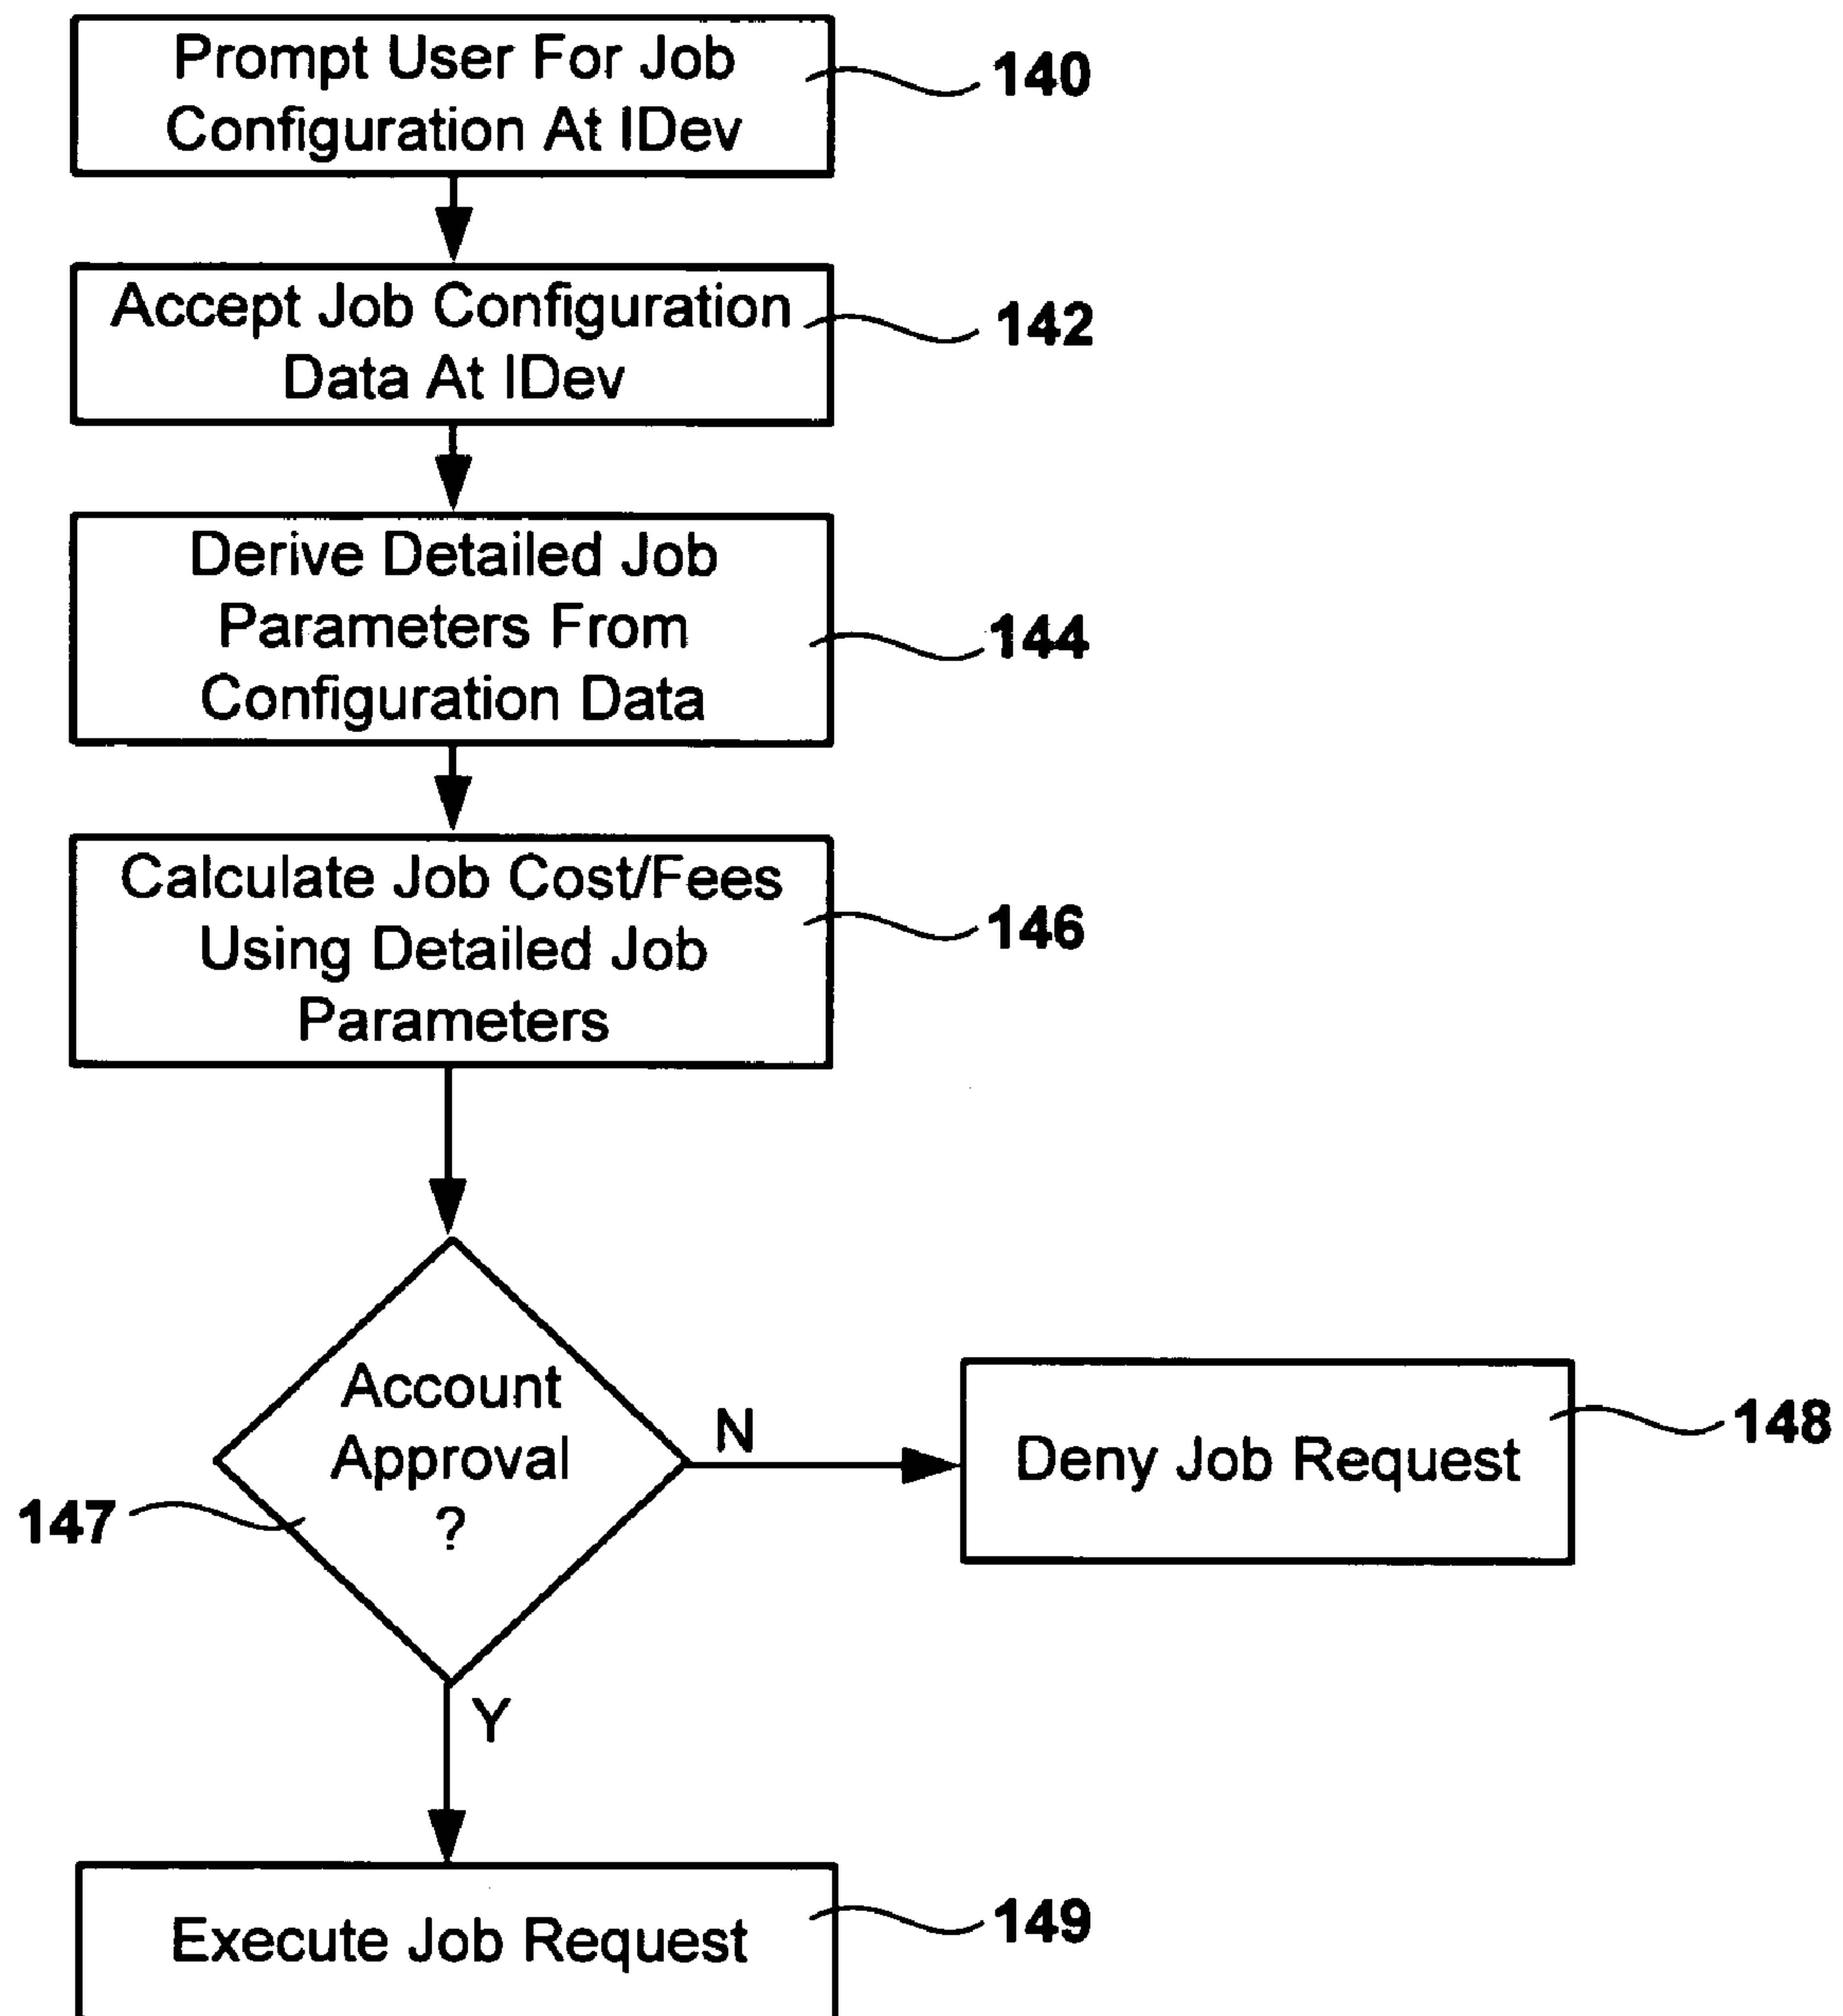 Prompt User For Job
Configuration At IDev
140
Accept Job Configuration
Data At IDev
142
Derive Detailed Job
Parameters From
Configuration Data
144
Calculate Job Cost/Fees
Using Detailed Job
Parameters
146
Account
Approval
?
147
N
Deny Job Request
148
Y
Execute Job Request
149